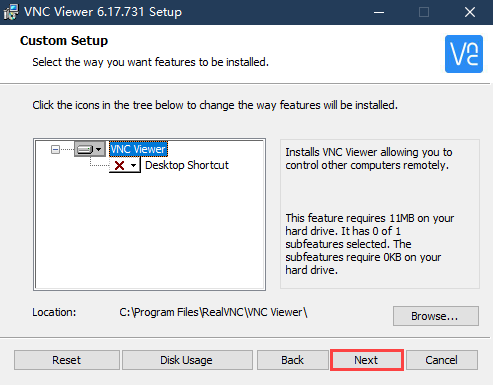 VNC Viewer 6.17.731 Setup
Custom Setup
Select the way you want features to be installed.
VNC
Click the icons in the tree below to change the way features will be installed.
VNC Viewer
Desktop Shortcut
Installs VNC Viewer allowing you to
control other computers remotely.
This feature requires 11MB on your
hard drive. It has 0 of 1
subfeatures selected. The
subfeatures require 0KB on your
hard drive.
Location:
C:\Program Files\RealVNC\VNC Viewer\
Browse...
Reset
Disk Usage
Back
Next
Cancel